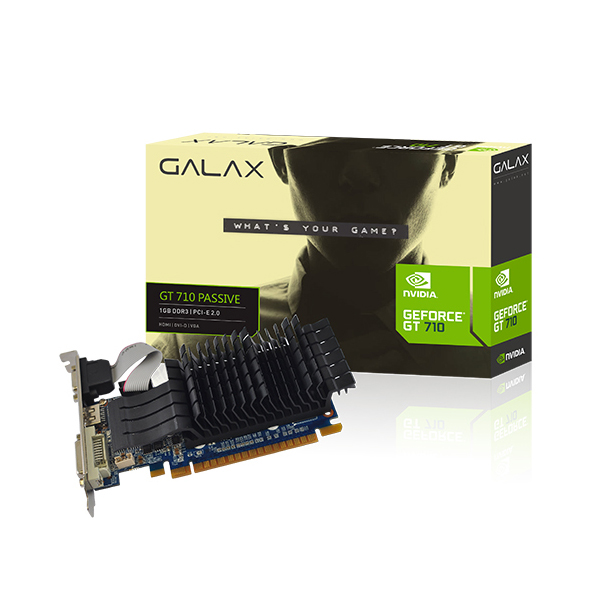 GALAX
WHAT'S YOUR GAME?
GT 710 PASSIVE
1GB DDR3 | PCI-E 2.0
HDMI | DVI-D | VGA
NVIDIA
GEFORCE
GT 710
GALAX
NVIDIA
GEFORCE
GT 710
NVIDIA